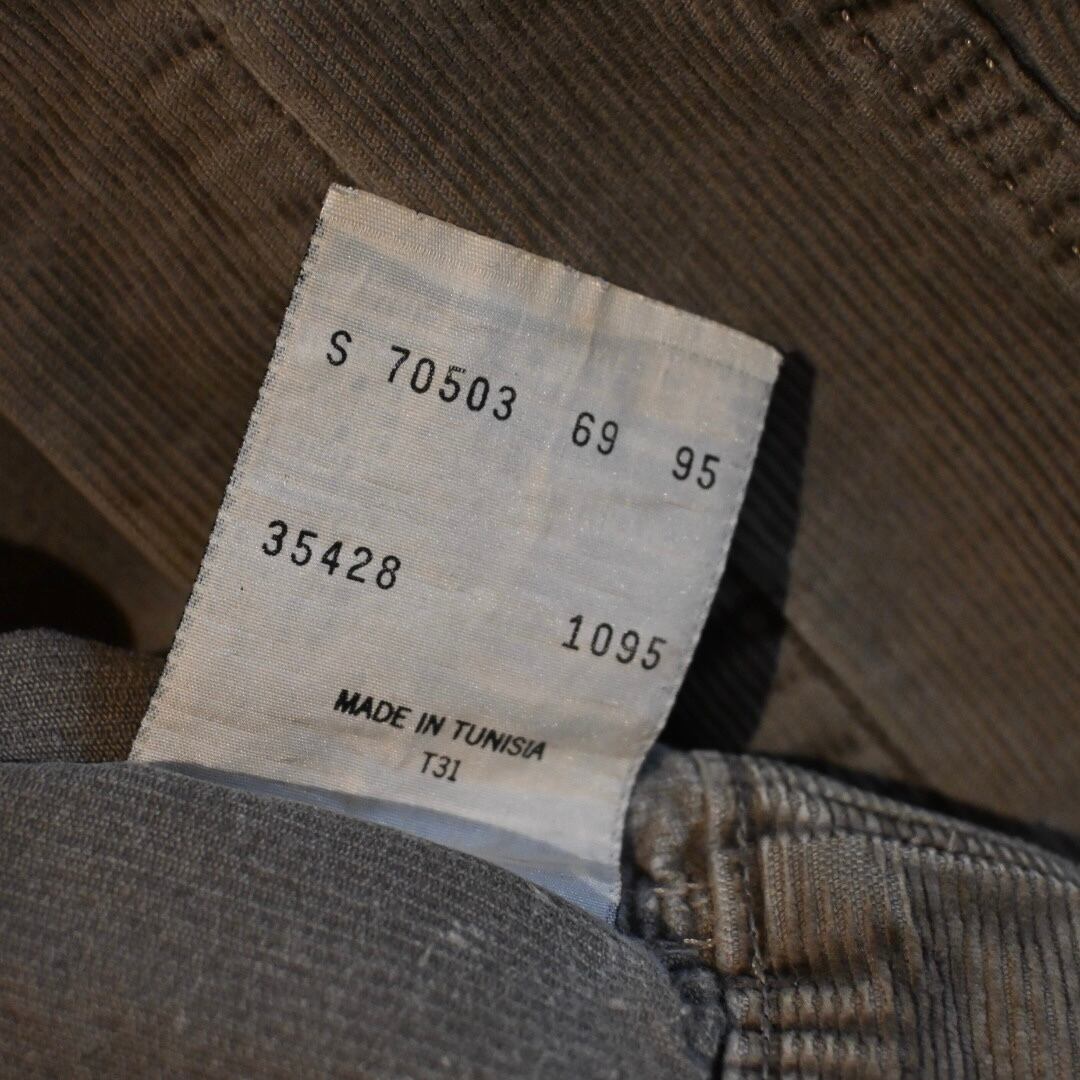 S 70503 69 95
35428
1095
MADE IN TUNISIA
T31